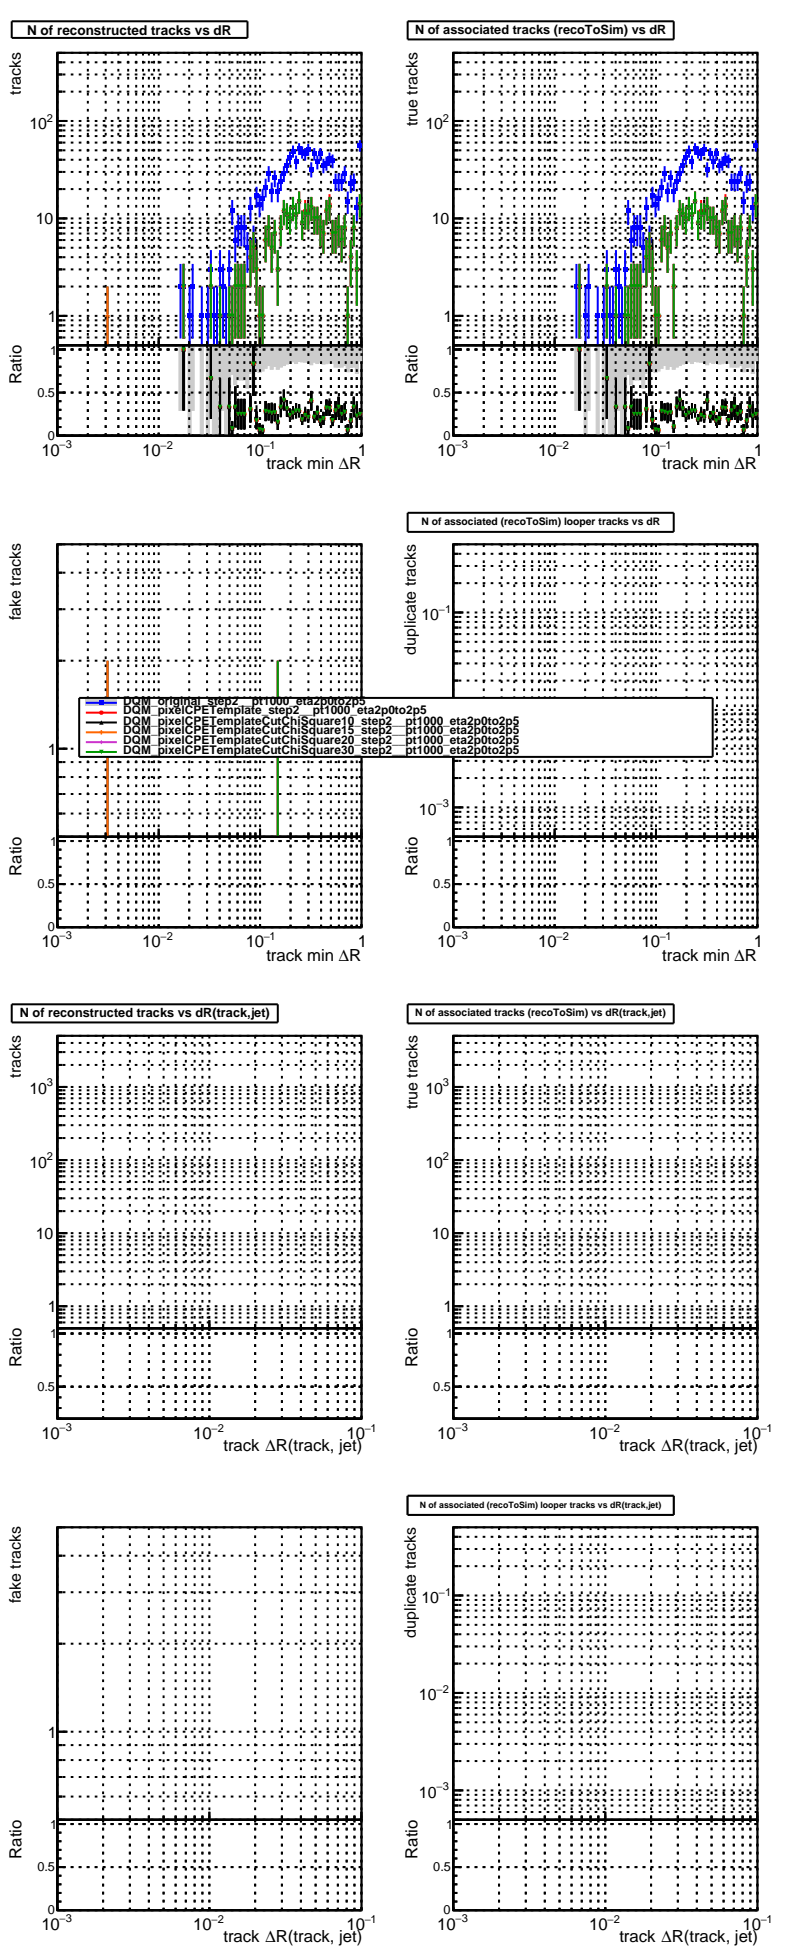 N of reconstructed tracks vs dR
N of associated tracks (recoToSim) vs dR
tracks
true tracks
10²
10
1
10²
10
1
Ratio
1
0.5
0
Ratio
1
0.5
0
10⁻³ 10⁻² 10⁻¹ 1
10⁻³ 10⁻² 10⁻¹ 1
track min ΔR
track min ΔR
N of associated (recoToSim) looper tracks vs dR
fake tracks
duplicate tracks
1
10⁻¹
10⁻³
DQM_original_step2__pt1000_eta2p0to2p5
DQM_pixelCPETemplate_step2__pt1000_eta2p0to2p5
DQM_pixelCPETemplateCutChiSquare10_step2__pt1000_eta2p0to2p5
DQM_pixelCPETemplateCutChiSquare15_step2__pt1000_eta2p0to2p5
DQM_pixelCPETemplateCutChiSquare20_step2__pt1000_eta2p0to2p5
DQM_pixelCPETemplateCutChiSquare30_step2__pt1000_eta2p0to2p5
Ratio
1
0.5
0
Ratio
1
0.5
0
10⁻³ 10⁻² 10⁻¹ 1
10⁻³ 10⁻² 10⁻¹ 1
track min ΔR
track min ΔR
N of reconstructed tracks vs dR(track,jet)
N of associated tracks (recoToSim) vs dR(track,jet)
tracks
true tracks
10³
10²
10
1
10³
10²
10
1
Ratio
1
0.5
Ratio
1
0.5
10⁻³ 10⁻² 10⁻¹
10⁻³ 10⁻² 10⁻¹
track ΔR(track, jet)
track ΔR(track, jet)
N of associated (recoToSim) looper tracks vs dR(track,jet)
fake tracks
duplicate tracks
1
10⁻¹
10⁻²
10⁻³
Ratio
1
0.5
0
Ratio
1
0.5
0
10⁻³ 10⁻² 10⁻¹
10⁻³ 10⁻² 10⁻¹
track ΔR(track, jet)
track ΔR(track, jet)